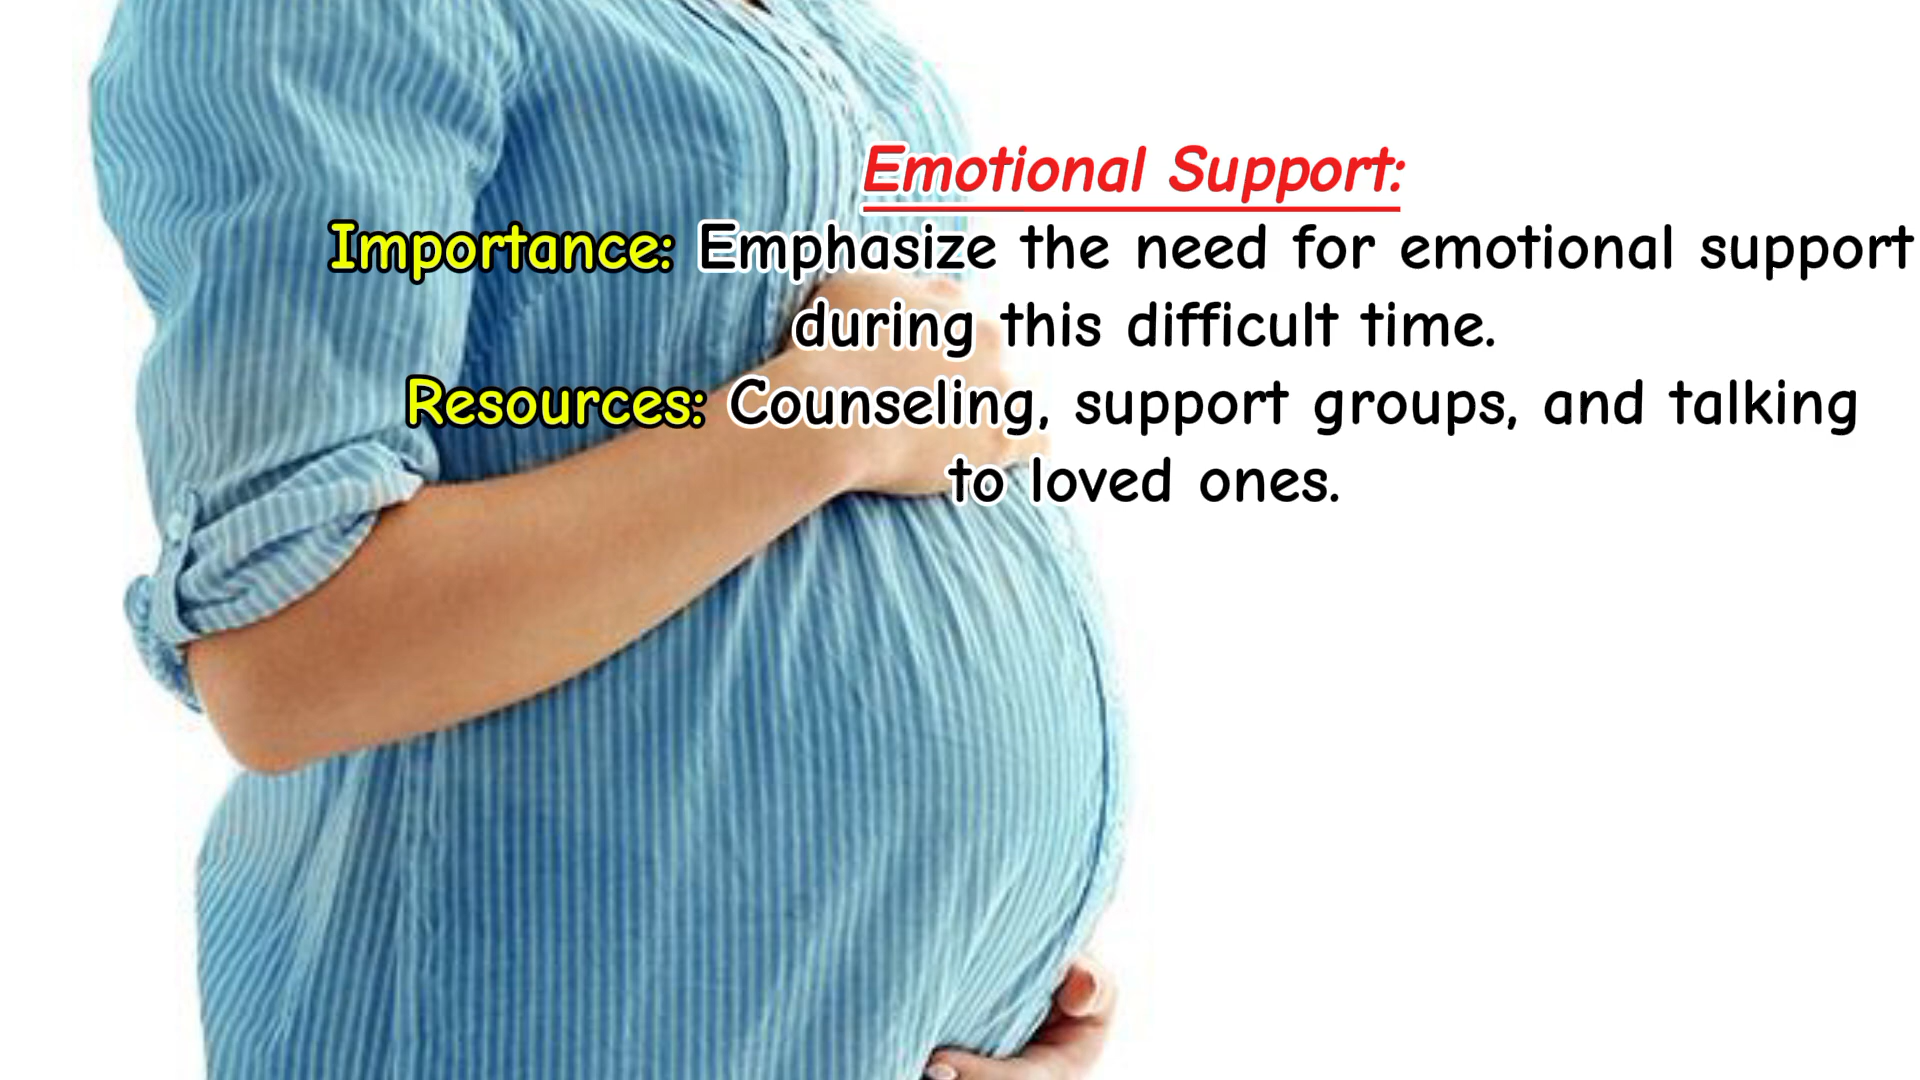 Emotional Support:
Importance: Emphasize the need for emotional support
during this difficult time.
Resources: Counseling, support groups, and talking
to loved ones.